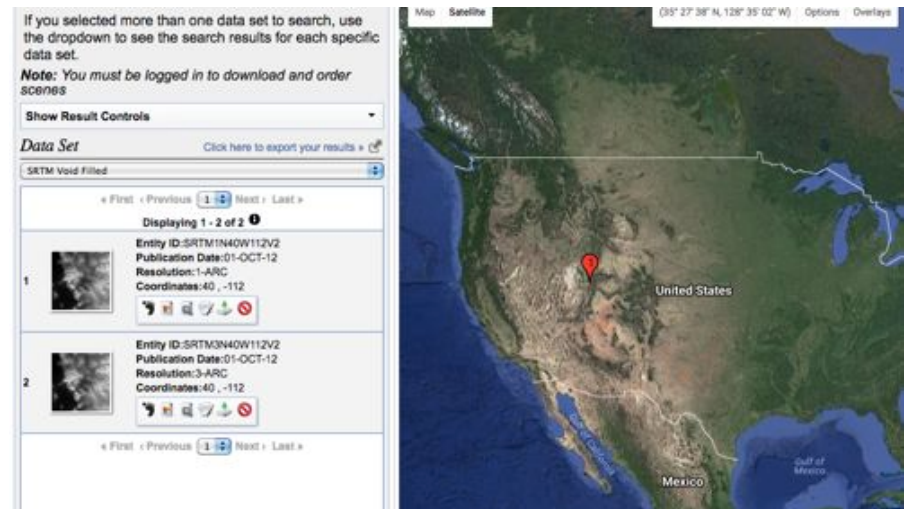 If you selected more than one data set to search, use
the dropdown to see the search results for each specific
data set.
Note: You must be logged in to download and order
scenes
Show Result Controls
Data Set
Click here to export your results »
SRTM Void Filled
« First ‹ Previous 1 Next › Last »
Displaying 1 - 2 of 2
1
Entity ID:SRTM1N40W112V2
Publication Date:01-OCT-12
Resolution:1-ARC
Coordinates:40 , -112
2
Entity ID:SRTM3N40W112V2
Publication Date:01-OCT-12
Resolution:3-ARC
Coordinates:40 , -112
« First ‹ Previous 1 Next › Last »
Map Satellite
(35° 27' 38" N, 128° 35' 02" W) Options Overlays
1
United States
Gulf of California
Gulf of
Mexico
Mexico